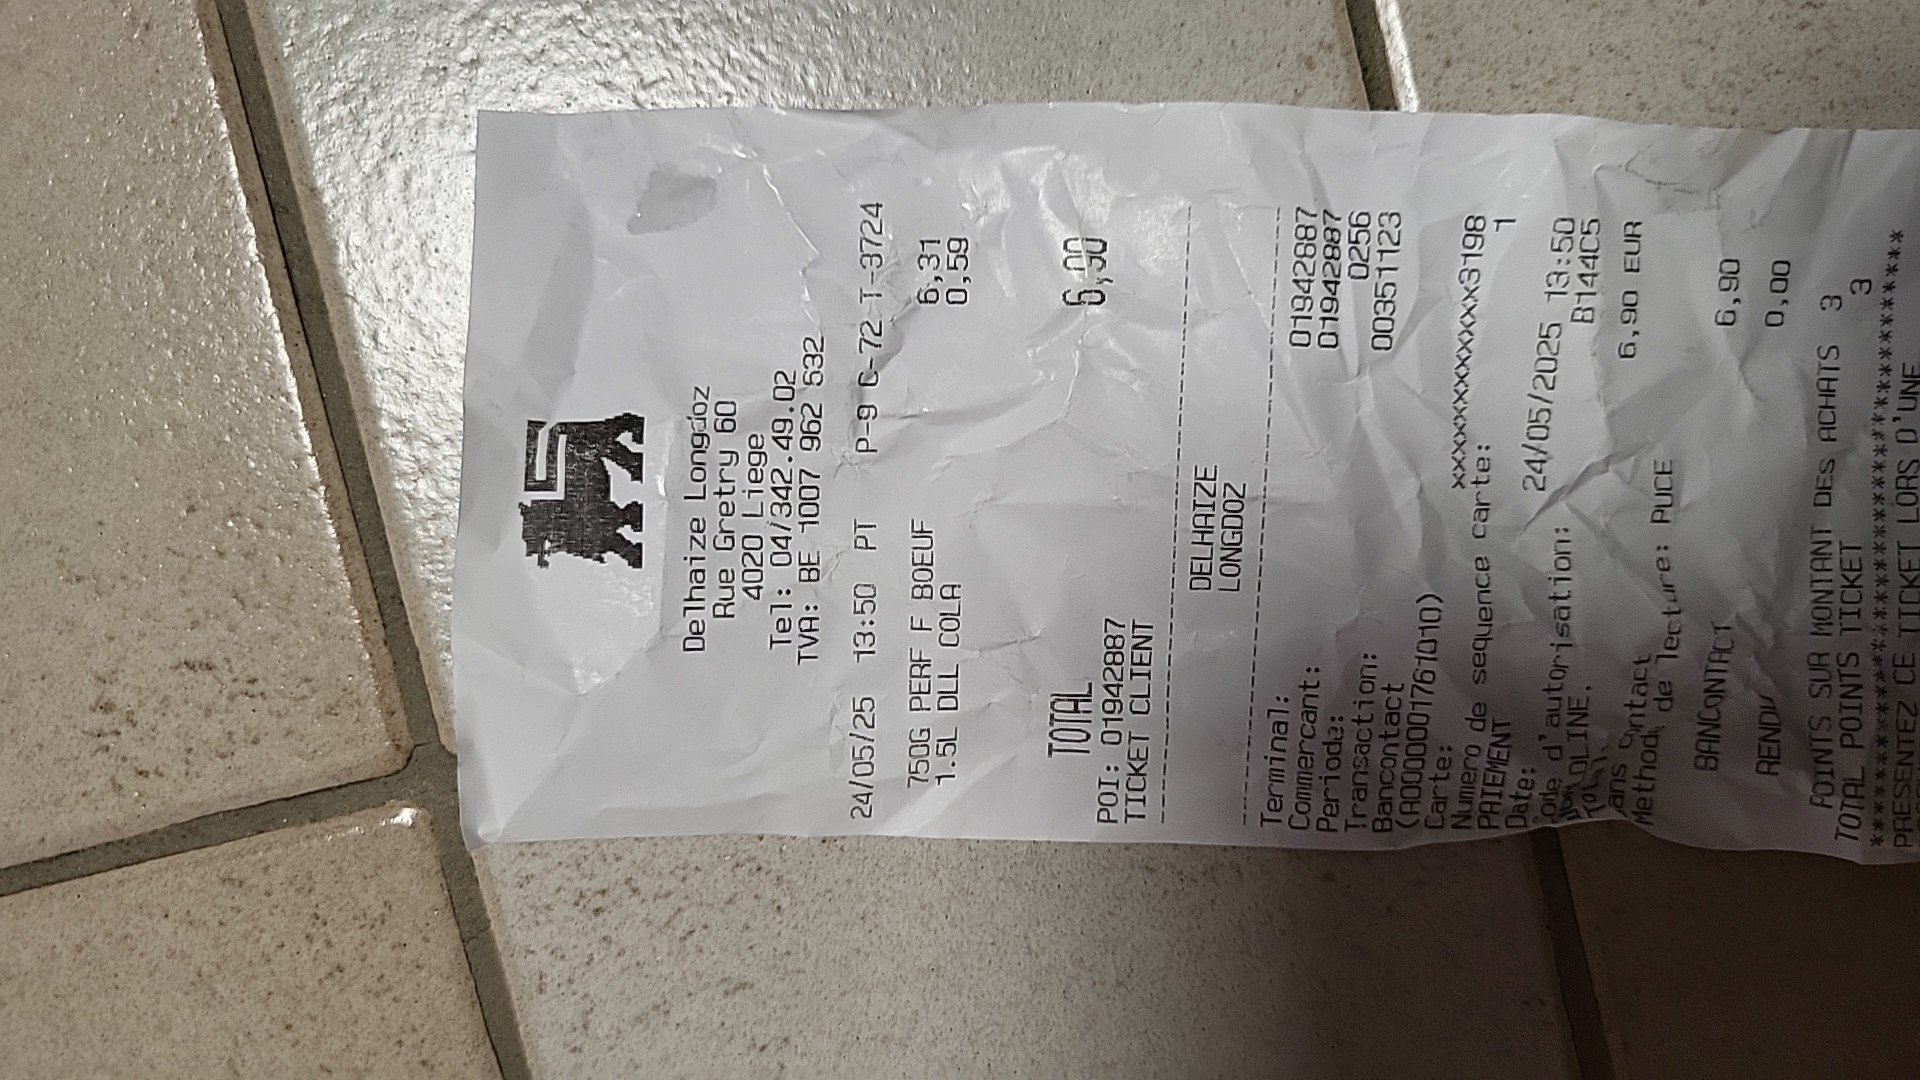 Delhaize Longdoz
Rue Gretry 60
4020 Liege
Tel: 04/342.49.02
TVA: BE 1007 962 532
24/05/25 13:50 PT P-9 C-72 T-3724
750G PERF F BOEUF 6,31
1.5L DLL COLA 0,59
TOTAL 6,90
POI: 01942887
TICKET CLIENT
DELHAIZE
LONGDOZ
Terminal: 01942887
Commercant: 01942887
Periode: 0256
Transaction: 00351123
Bancontact
(A0000001761010)
Carte: xxxxxxxxxxxxxxx3198
Numero de sequence carte: 1
PAIEMENT
Date: 24/05/2025 13:50
Code d'autorisation: B144C5
Total: 6,90 EUR
Sans Contact
Methode de lecture: PUCE
BANCONTACT 6,90
RENDU 0,00
POINTS SUR MONTANT DES ACHATS 3
TOTAL POINTS TICKET 3
******************************************
PRESENTEZ CE TICKET LORS D'UNE